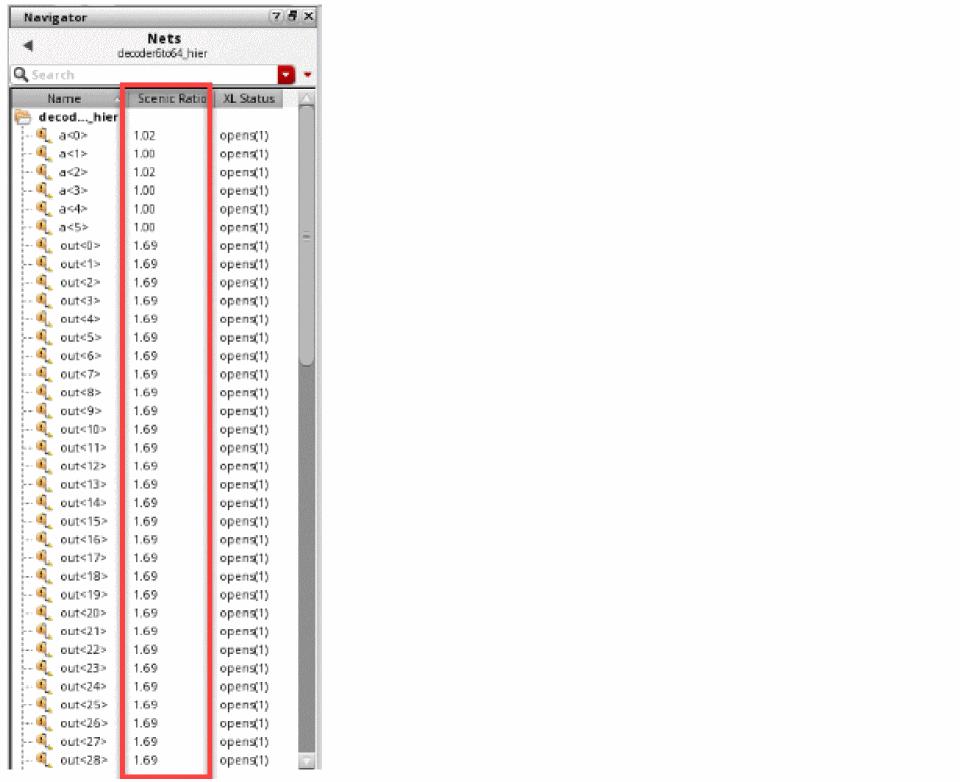 Navigator
Nets
decoder6to64_hier
Search
Name Scenic Ratio XL Status
decod..._hier
a<0> 1.02 opens(1)
a<1> 1.00 opens(1)
a<2> 1.02 opens(1)
a<3> 1.00 opens(1)
a<4> 1.00 opens(1)
a<5> 1.00 opens(1)
out<0> 1.69 opens(1)
out<1> 1.69 opens(1)
out<2> 1.69 opens(1)
out<3> 1.69 opens(1)
out<4> 1.69 opens(1)
out<5> 1.69 opens(1)
out<6> 1.69 opens(1)
out<7> 1.69 opens(1)
out<8> 1.69 opens(1)
out<9> 1.69 opens(1)
out<10> 1.69 opens(1)
out<11> 1.69 opens(1)
out<12> 1.69 opens(1)
out<13> 1.69 opens(1)
out<14> 1.69 opens(1)
out<15> 1.69 opens(1)
out<16> 1.69 opens(1)
out<17> 1.69 opens(1)
out<18> 1.69 opens(1)
out<19> 1.69 opens(1)
out<20> 1.69 opens(1)
out<21> 1.69 opens(1)
out<22> 1.69 opens(1)
out<23> 1.69 opens(1)
out<24> 1.69 opens(1)
out<25> 1.69 opens(1)
out<26> 1.69 opens(1)
out<27> 1.69 opens(1)
out<28> 1.69 opens(1)